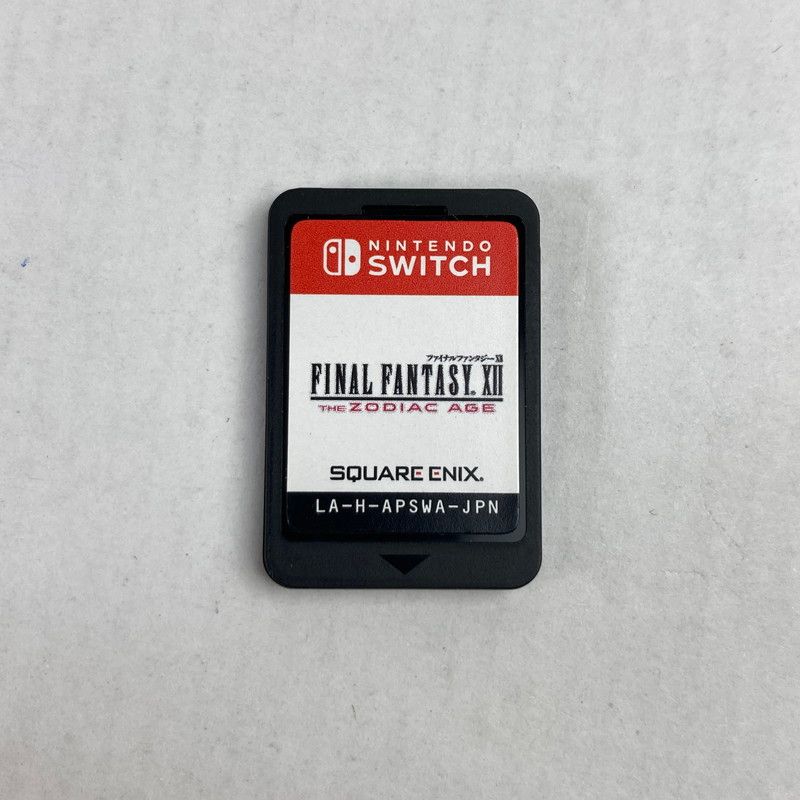 NINTENDO
SWITCH
ファイナルファンタジーXII
FINAL FANTASY® XII
THE ZODIAC AGE
SQUARE ENIX®
LA-H-APSWA-JPN